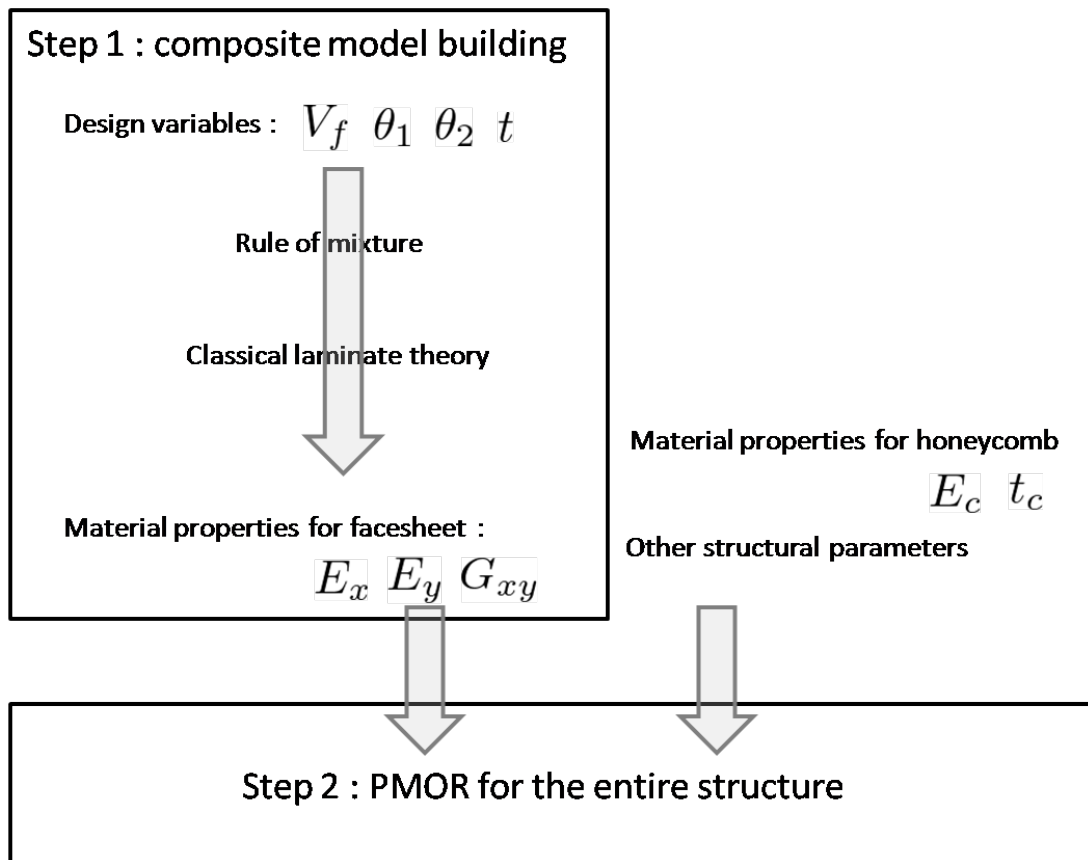 Step 1 : composite model building
Design variables : V_f θ_1 θ_2 t
Rule of mixture
Classical laminate theory
Material properties for facesheet :
E_x E_y G_{xy}
Material properties for honeycomb
E_c t_c
Other structural parameters
Step 2 : PMOR for the entire structure